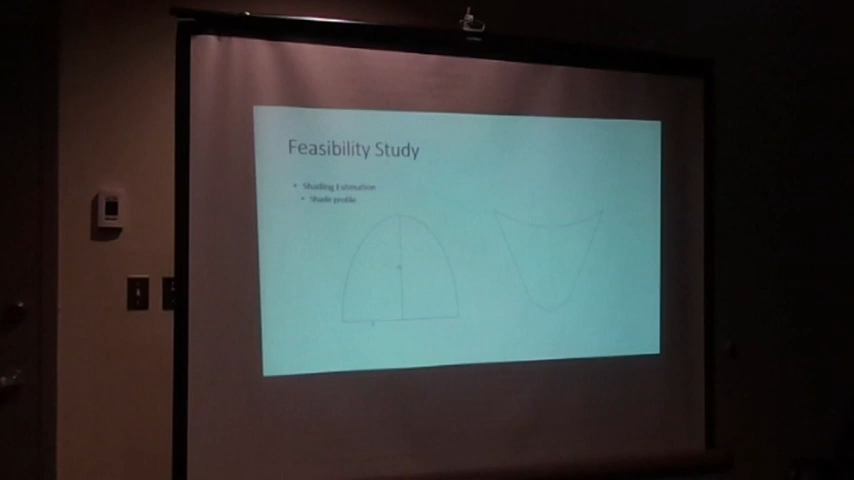 Feasibility Study
• Shading Estimation
• Shade profile